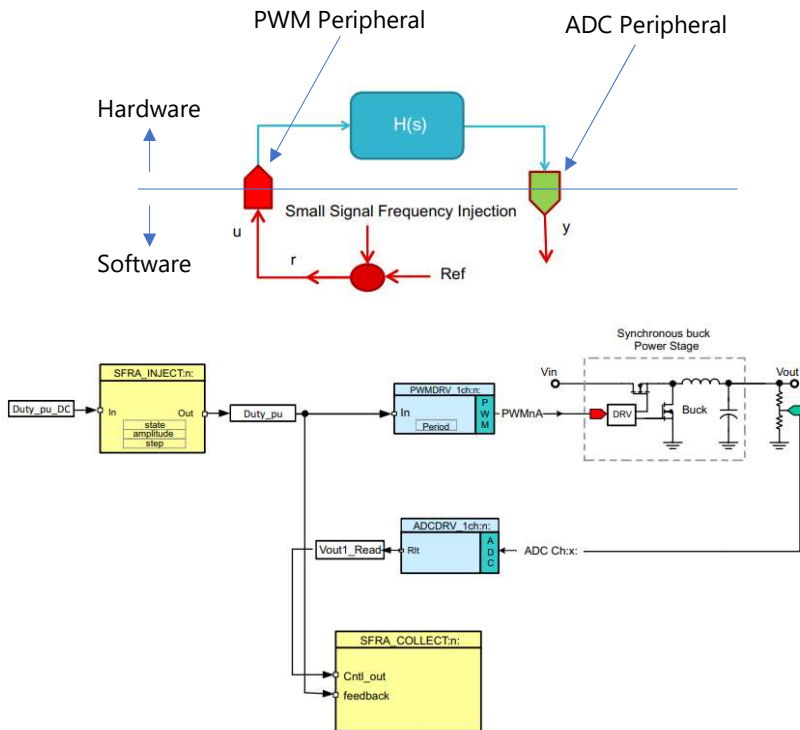 PWM Peripheral
ADC Peripheral
Hardware
H(s)
Small Signal Frequency Injection
u
y
r
Ref
Software
Synchronous buck
Power Stage
SFRA_INJECT:n:
Vin
Vout
Duty_pu_DC
In
Out
state
amplitude
step
Duty_pu
PWMDRV_1ch:n:
In
Period
P
W
M
PWMnA
DRV
Buck
ADCDRV_1ch:n:
Vout1_Read
Rlt
A
D
C
ADC Ch:x:
SFRA_COLLECT:n:
Cntl_out
feedback